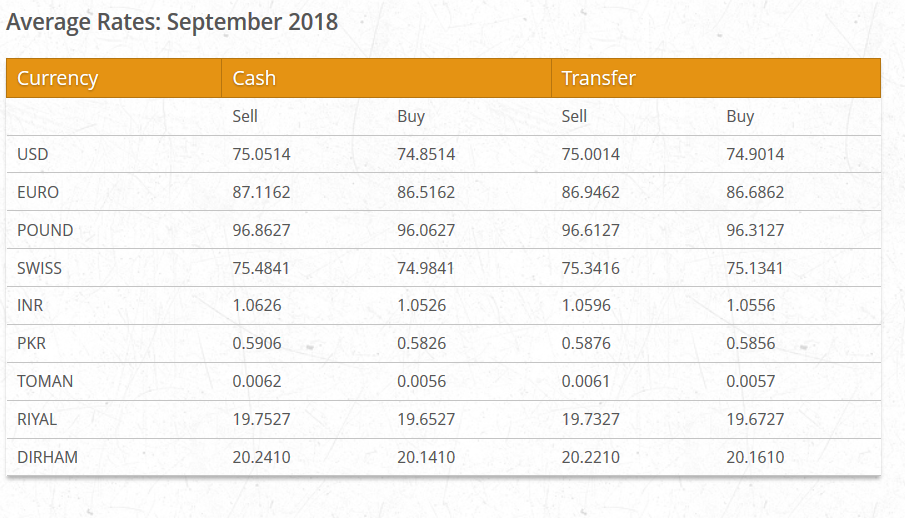 Average Rates: September 2018
Currency Cash Transfer
Sell Buy Sell Buy
USD 75.0514 74.8514 75.0014 74.9014
EURO 87.1162 86.5162 86.9462 86.6862
POUND 96.8627 96.0627 96.6127 96.3127
SWISS 75.4841 74.9841 75.3416 75.1341
INR 1.0626 1.0526 1.0596 1.0556
PKR 0.5906 0.5826 0.5876 0.5856
TOMAN 0.0062 0.0056 0.0061 0.0057
RIYAL 19.7527 19.6527 19.7327 19.6727
DIRHAM 20.2410 20.1410 20.2210 20.1610